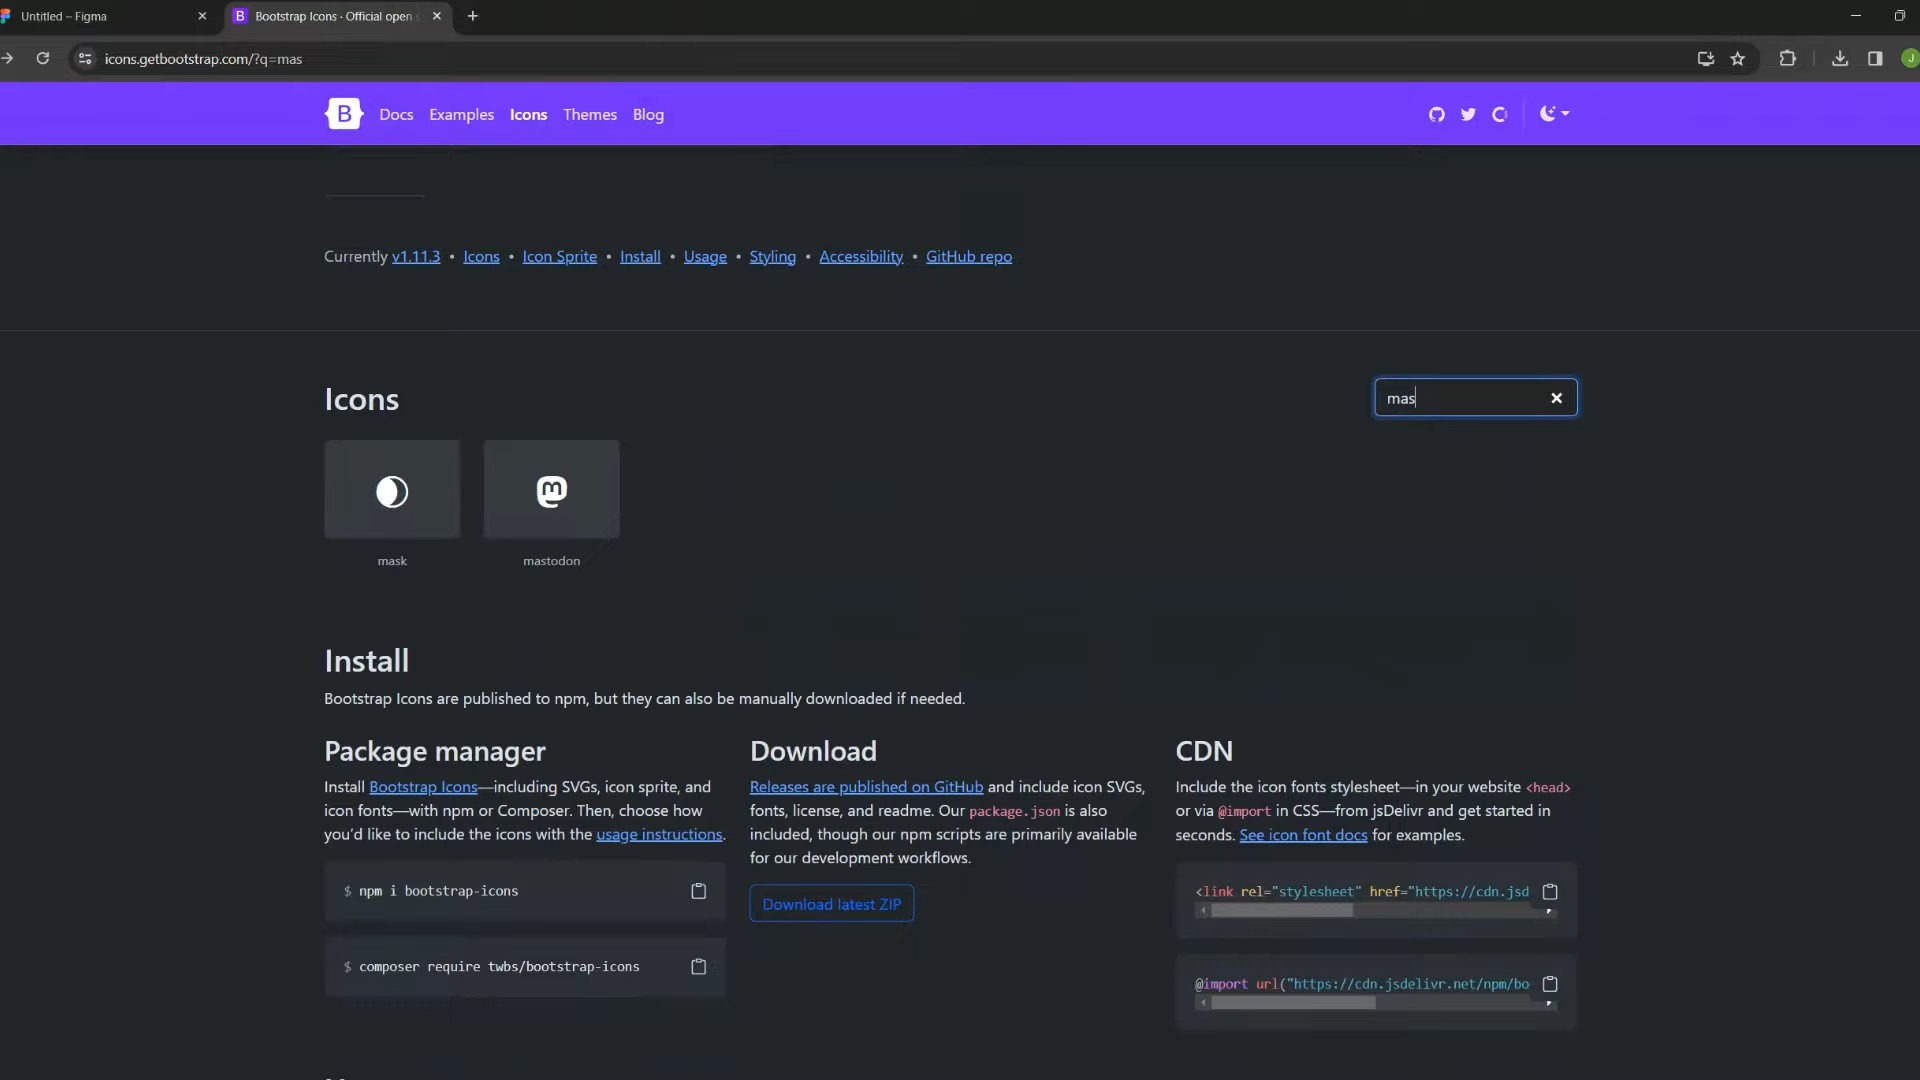 Untitled – Figma
B Bootstrap Icons · Official open
icons.getbootstrap.com/?q=mas
J
B Docs Examples Icons Themes Blog
Currently v1.11.3 • Icons • Icon Sprite • Install • Usage • Styling • Accessibility • GitHub repo
Icons
mas
m
mask
mastodon
Install
Bootstrap Icons are published to npm, but they can also be manually downloaded if needed.
Package manager
Install Bootstrap Icons—including SVGs, icon sprite, and
icon fonts—with npm or Composer. Then, choose how
you'd like to include the icons with the usage instructions.
$ npm i bootstrap-icons
$ composer require twbs/bootstrap-icons
Download
Releases are published on GitHub and include icon SVGs,
fonts, license, and readme. Our package.json is also
included, though our npm scripts are primarily available
for our development workflows.
Download latest ZIP
CDN
Include the icon fonts stylesheet—in your website <head>
or via @import in CSS—from jsDelivr and get started in
seconds. See icon font docs for examples.
<link rel="stylesheet" href="https://cdn.jsd
@import url("https://cdn.jsdelivr.net/npm/bo